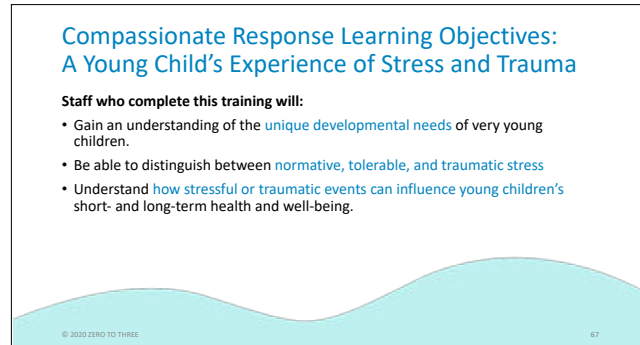 Compassionate Response Learning Objectives:
A Young Child’s Experience of Stress and Trauma
Staff who complete this training will:
• Gain an understanding of the unique developmental needs of very young
children.
• Be able to distinguish between normative, tolerable, and traumatic stress
• Understand how stressful or traumatic events can influence young children’s
short- and long-term health and well-being.
© 2020 ZERO TO THREE
67